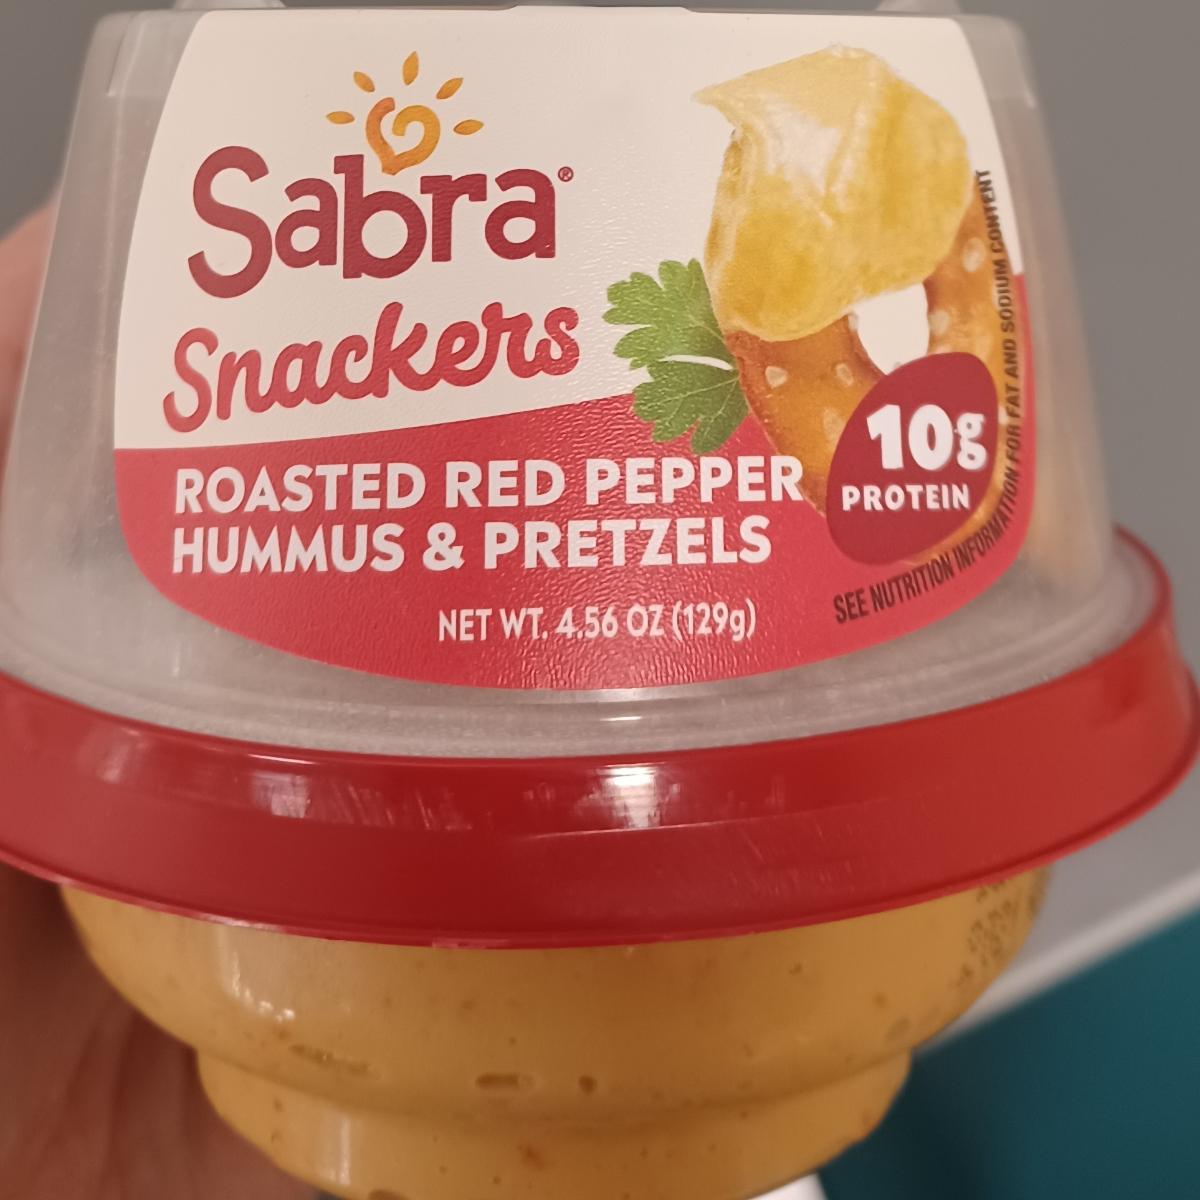 Sabra®
Snackers
ROASTED RED PEPPER
HUMMUS & PRETZELS
NET WT. 4.56 OZ (129g)
10g
PROTEIN
SEE NUTRITION INFORMATION FOR FAT AND SODIUM CONTENT